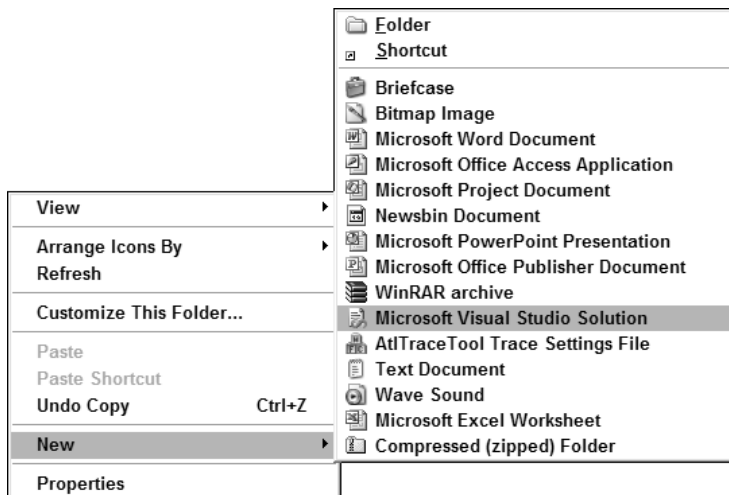 Folder
Shortcut
Briefcase
Bitmap Image
Microsoft Word Document
Microsoft Office Access Application
Microsoft Project Document
Newsbin Document
Microsoft PowerPoint Presentation
Microsoft Office Publisher Document
WinRAR archive
Microsoft Visual Studio Solution
AtlTraceTool Trace Settings File
Text Document
Wave Sound
Microsoft Excel Worksheet
Compressed (zipped) Folder
View
Arrange Icons By
Refresh
Customize This Folder...
Paste
Paste Shortcut
Undo Copy Ctrl+Z
New
Properties